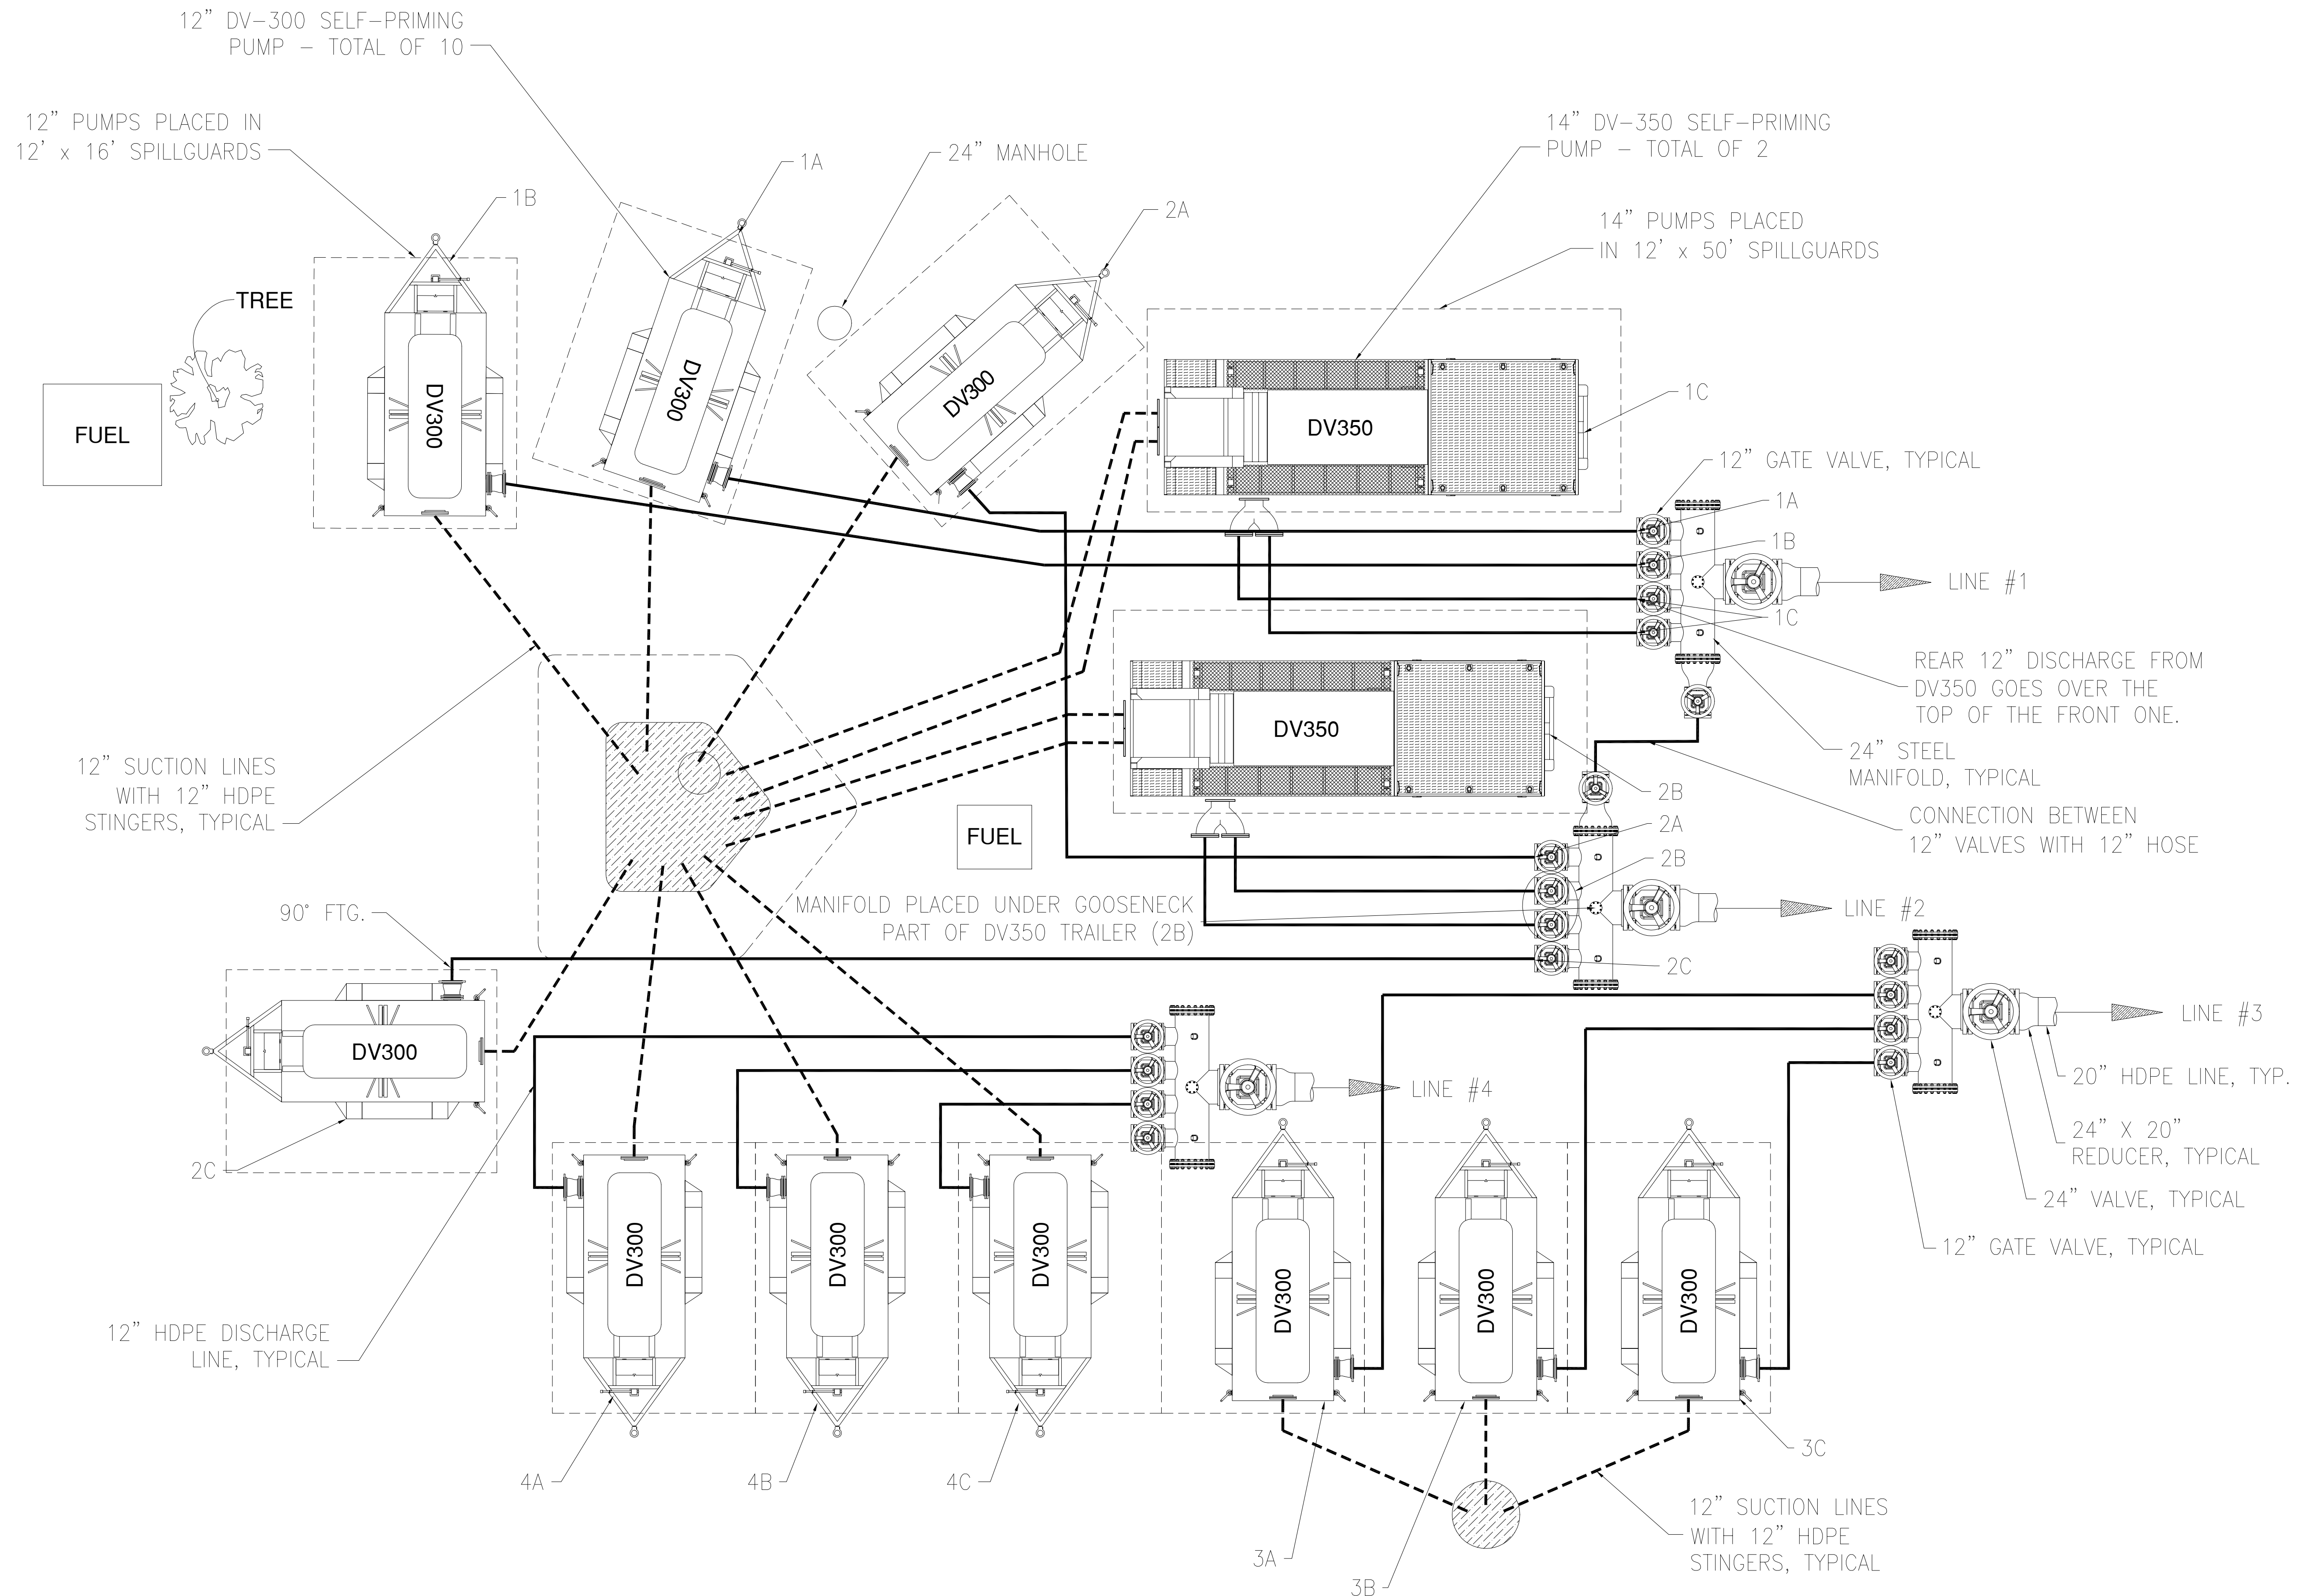 12” DV-300 SELF-PRIMING
PUMP - TOTAL OF 10
12” PUMPS PLACED IN
12’ x 16’ SPILLGUARDS
1B
1A
24” MANHOLE
2A
14” DV-350 SELF-PRIMING
PUMP - TOTAL OF 2
14” PUMPS PLACED
IN 12’ x 50’ SPILLGUARDS
TREE
FUEL
DV300
DV300
DV300
DV350
1C
12” GATE VALVE, TYPICAL
1A
1B
LINE #1
1C
REAR 12” DISCHARGE FROM
DV350 GOES OVER THE
TOP OF THE FRONT ONE.
24” STEEL
MANIFOLD, TYPICAL
CONNECTION BETWEEN
12” VALVES WITH 12” HOSE
DV350
2B
2A
2B
12” SUCTION LINES
WITH 12” HDPE
STINGERS, TYPICAL
FUEL
MANIFOLD PLACED UNDER GOOSENECK
PART OF DV350 TRAILER (2B)
LINE #2
2C
90° FTG.
DV300
2C
LINE #3
20” HDPE LINE, TYP.
24” X 20”
REDUCER, TYPICAL
24” VALVE, TYPICAL
12” GATE VALVE, TYPICAL
LINE #4
12” HDPE DISCHARGE
LINE, TYPICAL
DV300
DV300
DV300
DV300
DV300
DV300
4A
4B
4C
3A
3B
3C
12” SUCTION LINES
WITH 12” HDPE
STINGERS, TYPICAL